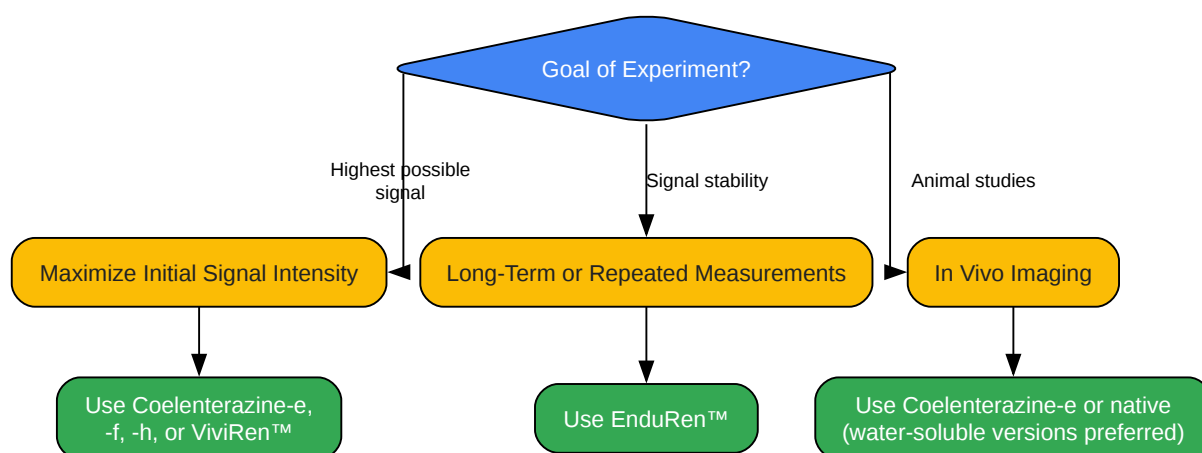 Goal of Experiment?
Highest possible
signal
Signal stability
Animal studies
Maximize Initial Signal Intensity
Long-Term or Repeated Measurements
In Vivo Imaging
Use Coelenterazine-e,
-f, -h, or ViviRen™
Use EnduRen™
Use Coelenterazine-e or native
(water-soluble versions preferred)